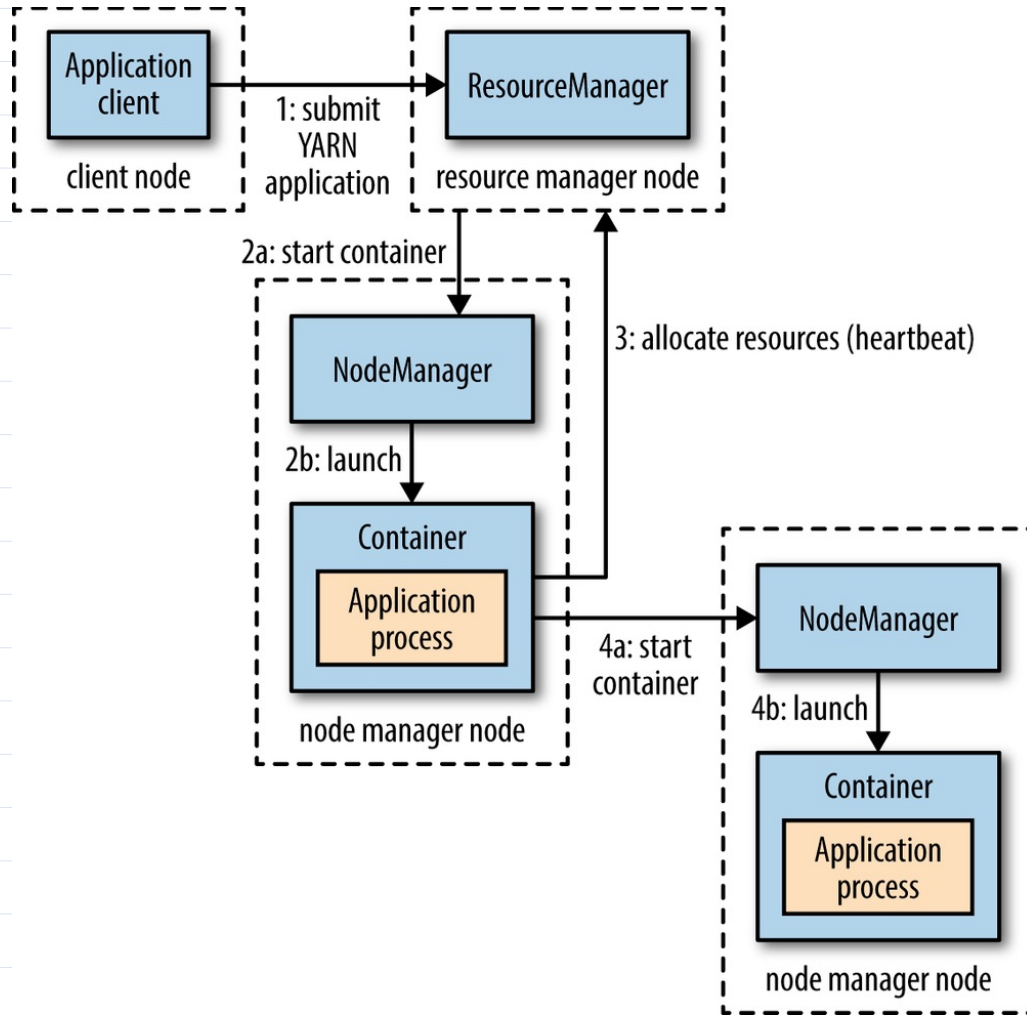 Application
client
client node
1: submit
YARN
application
ResourceManager
resource manager node
2a: start container
NodeManager
2b: launch
Container
Application
process
node manager node
3: allocate resources (heartbeat)
4a: start
container
NodeManager
4b: launch
Container
Application
process
node manager node